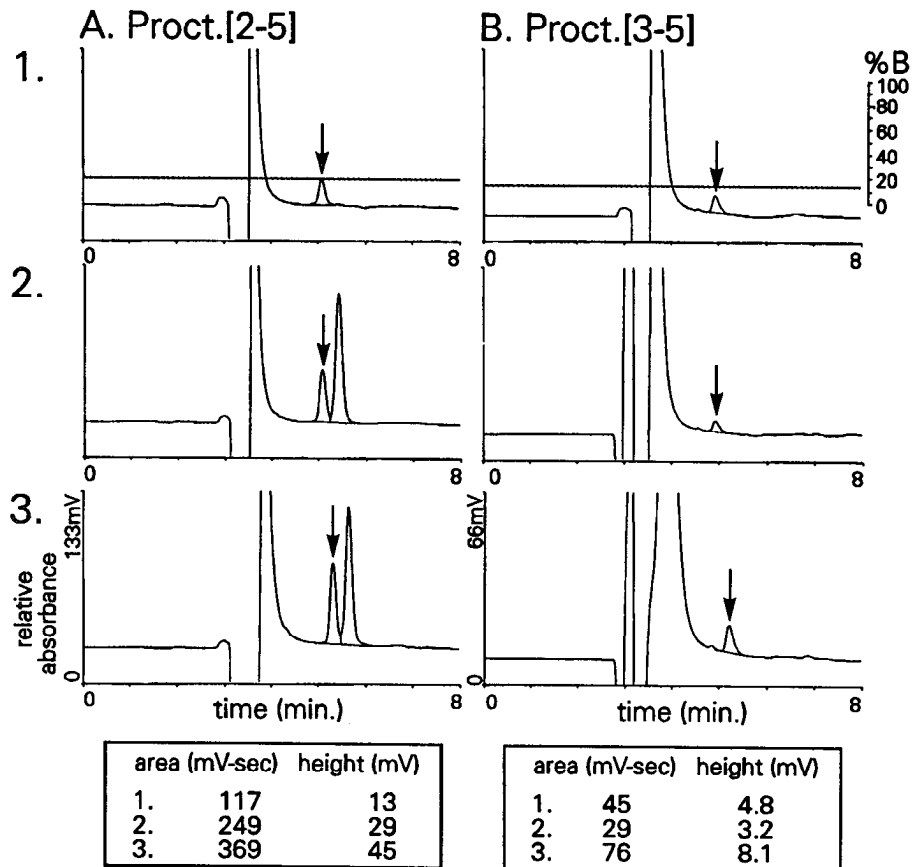 A. Proct.[2-5]
B. Proct.[3-5]
1.
%B
100
80
60
40
20
0
0
8
0
8
2.
0
8
0
8
3.
133mV
0
relative
absorbance
66mV
0
0
time (min.)
8
0
time (min.)
8
area (mV-sec) height (mV)
1. 117 13
2. 249 29
3. 369 45
area (mV-sec) height (mV)
1. 45 4.8
2. 29 3.2
3. 76 8.1